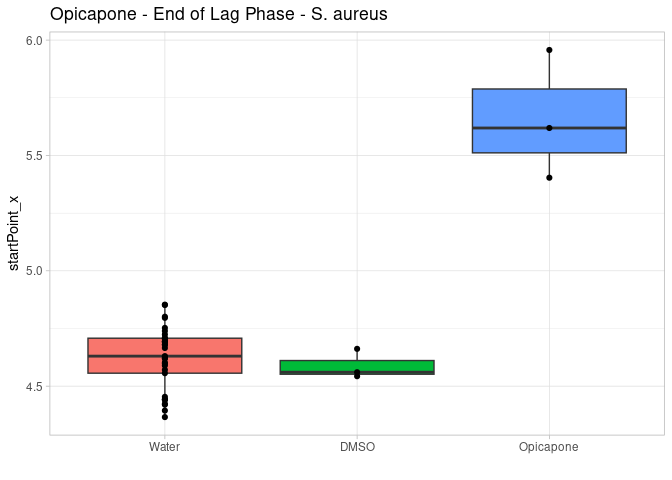 Opicapone - End of Lag Phase - S. aureus
startPoint_x
6.0
5.5
5.0
4.5
Water
DMSO
Opicapone